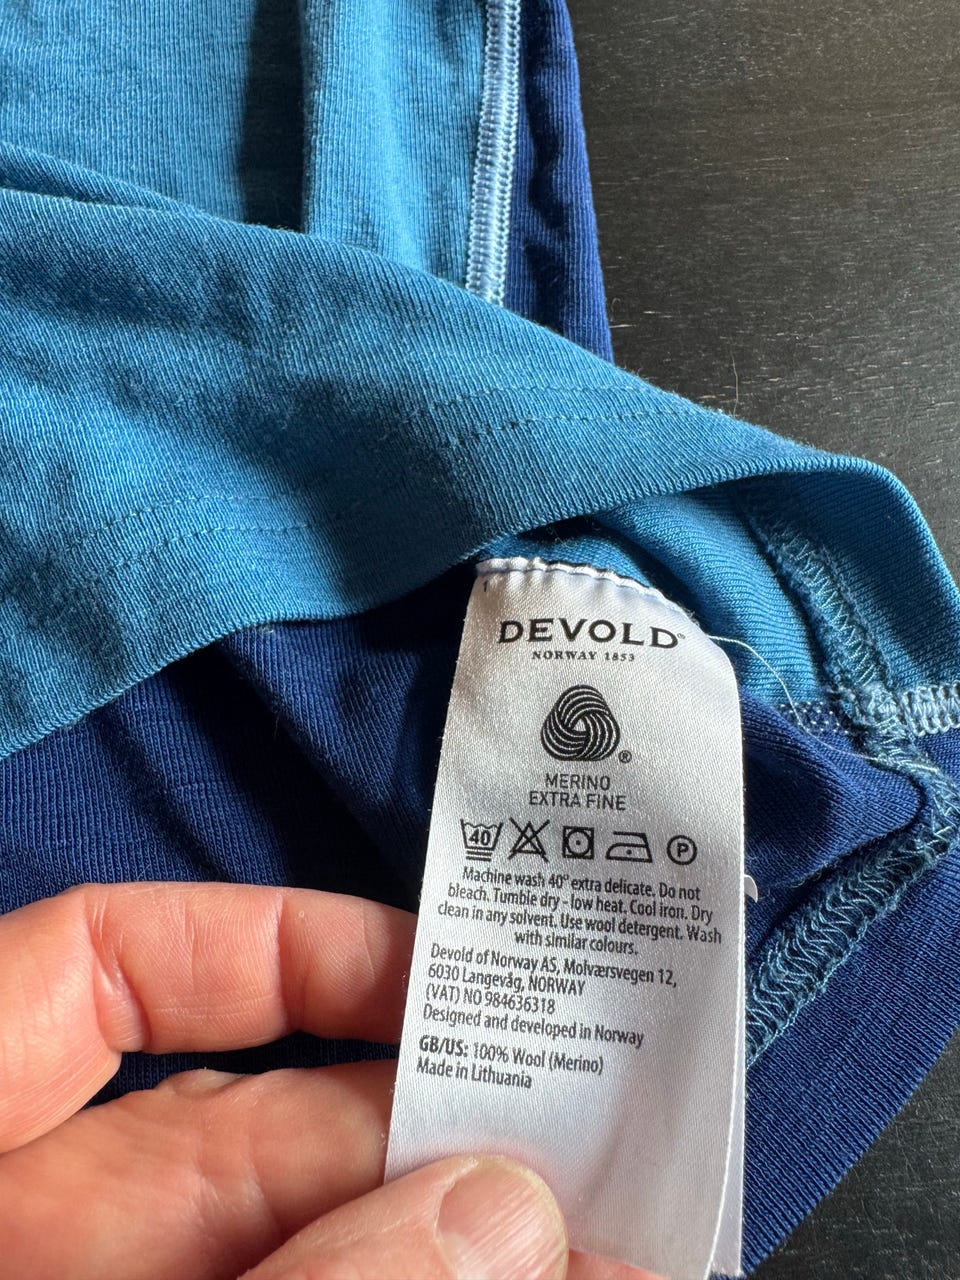 DEVOLD®
NORWAY 1853
®
MERINO
EXTRA FINE
40 P
Machine wash 40° extra delicate. Do not
bleach. Tumble dry - low heat. Cool iron. Dry
clean in any solvent. Use wool detergent. Wash
with similar colours.
Devold of Norway AS, Molværsvegen 12,
6030 Langevåg, NORWAY
(VAT) NO 984636318
Designed and developed in Norway
GB/US: 100% Wool (Merino)
Made in Lithuania